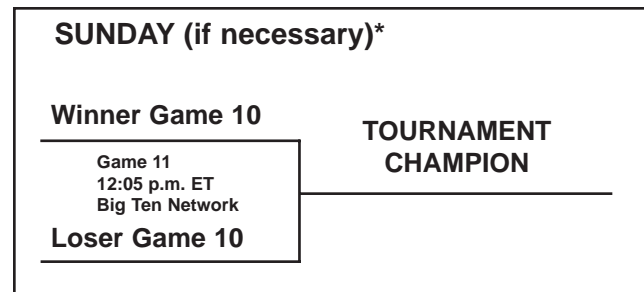 SUNDAY (if necessary)*
Winner Game 10
TOURNAMENT
CHAMPION
Game 11
12:05 p.m. ET
Big Ten Network
Loser Game 10